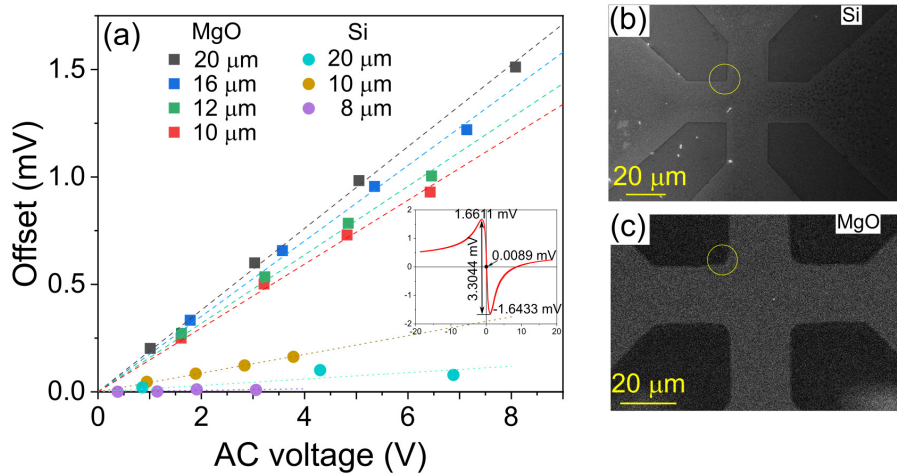 (a)
MgO
Si
20 μm
20 μm
16 μm
10 μm
12 μm
8 μm
10 μm
Offset (mV)
1.5
1.0
0.5
0.0
0
2
4
6
8
AC voltage (V)
1.6611 mV
0.0089 mV
3.3044 mV
-1.6433 mV
2
1
0
-1
-2
-20
-10
0
10
20
(b)
Si
20 μm
(c)
MgO
20 μm